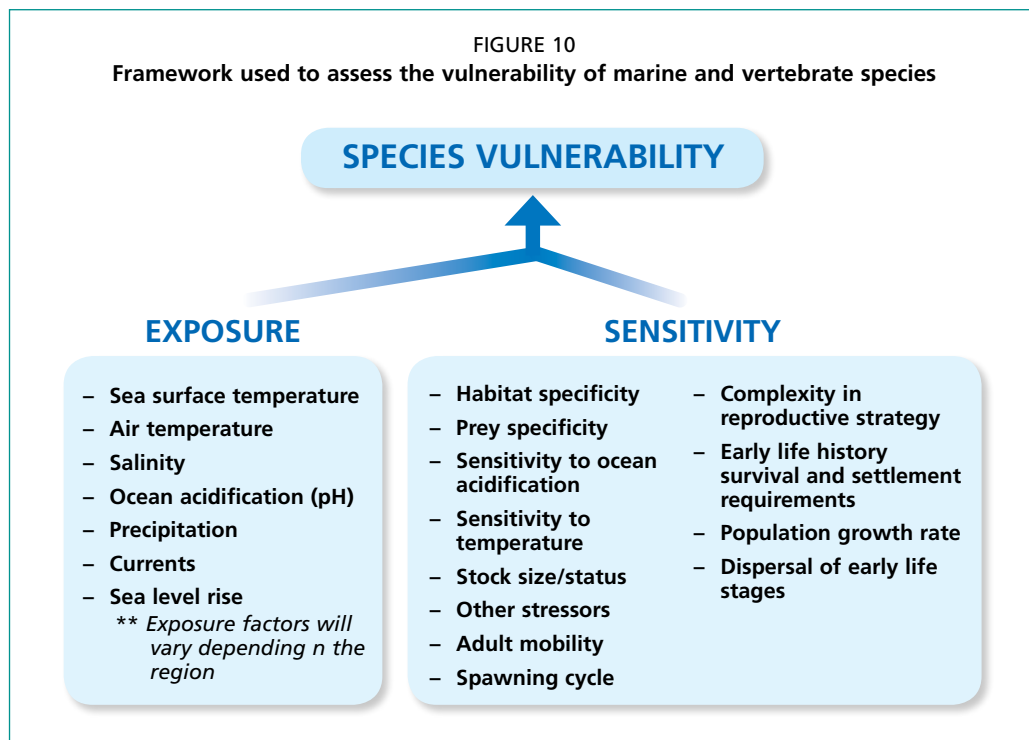 FIGURE 10
Framework used to assess the vulnerability of marine and vertebrate species
SPECIES VULNERABILITY
EXPOSURE
– Sea surface temperature
– Air temperature
– Salinity
– Ocean acidification (pH)
– Precipitation
– Currents
– Sea level rise
** Exposure factors will
vary depending n the
region
SENSITIVITY
– Habitat specificity
– Prey specificity
– Sensitivity to ocean
acidification
– Sensitivity to
temperature
– Stock size/status
– Other stressors
– Adult mobility
– Spawning cycle
– Complexity in
reproductive strategy
– Early life history
survival and settlement
requirements
– Population growth rate
– Dispersal of early life
stages